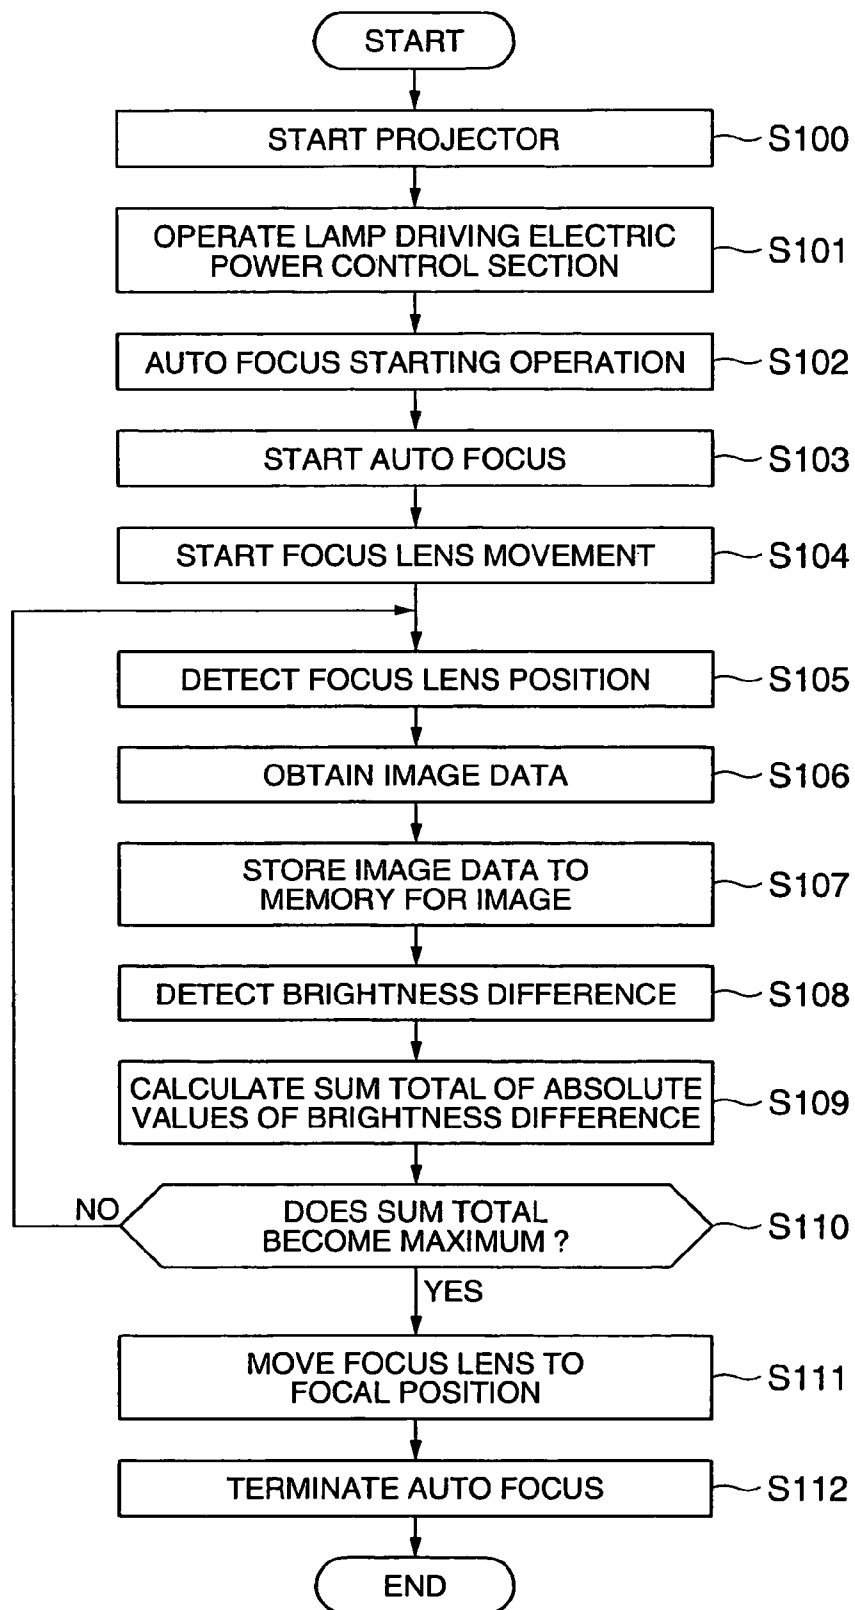 START
START PROJECTOR
S100
OPERATE LAMP DRIVING ELECTRIC
POWER CONTROL SECTION
S101
AUTO FOCUS STARTING OPERATION
S102
START AUTO FOCUS
S103
START FOCUS LENS MOVEMENT
S104
DETECT FOCUS LENS POSITION
S105
OBTAIN IMAGE DATA
S106
STORE IMAGE DATA TO
MEMORY FOR IMAGE
S107
DETECT BRIGHTNESS DIFFERENCE
S108
CALCULATE SUM TOTAL OF ABSOLUTE
VALUES OF BRIGHTNESS DIFFERENCE
S109
NO
DOES SUM TOTAL
BECOME MAXIMUM ?
S110
YES
MOVE FOCUS LENS TO
FOCAL POSITION
S111
TERMINATE AUTO FOCUS
S112
END